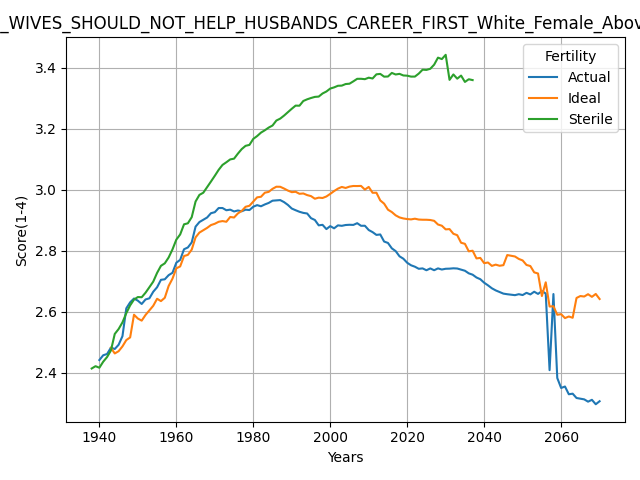 _WIVES_SHOULD_NOT_HELP_HUSBANDS_CAREER_FIRST_White_Female_Abov
Fertility
Actual
Ideal
Sterile
Score(1-4)
3.4
3.2
3.0
2.8
2.6
2.4
1940 1960 1980 2000 2020 2040 2060
Years